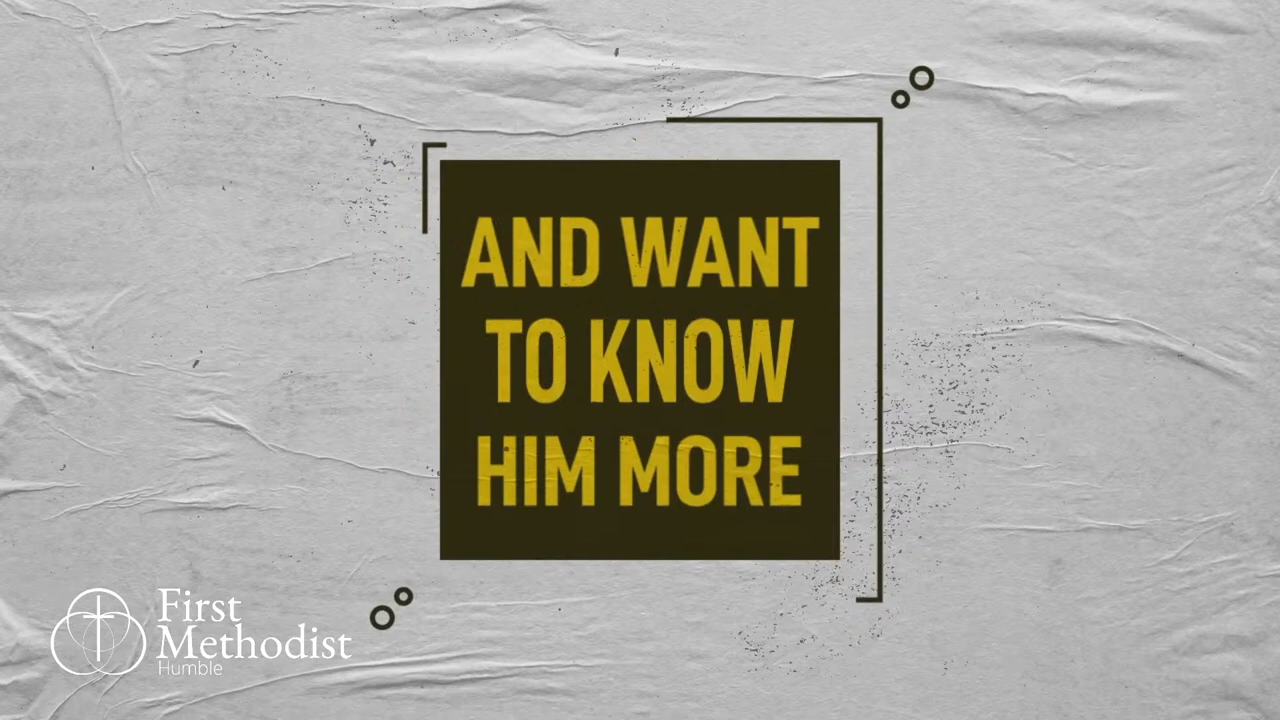 AND WANT
TO KNOW
HIM MORE
First
Methodist
Humble